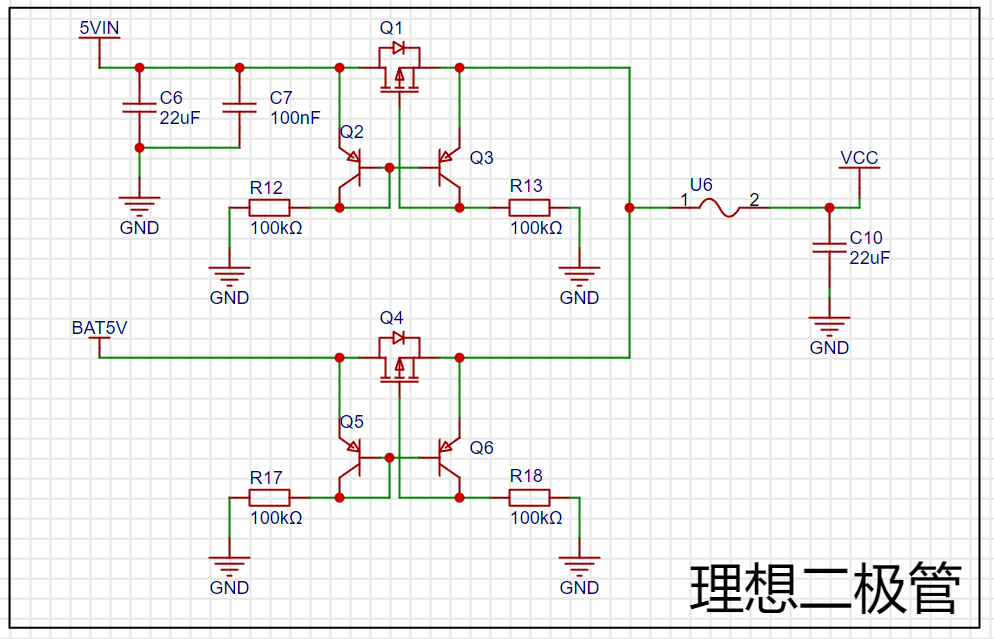 5VIN
Q1
C6
22uF
C7
100nF
Q2
Q3
VCC
R12
100kΩ
R13
100kΩ
U6
1
2
GND
C10
22uF
GND
GND
Q4
BAT5V
GND
Q5
Q6
R17
100kΩ
R18
100kΩ
GND
GND
理想二极管